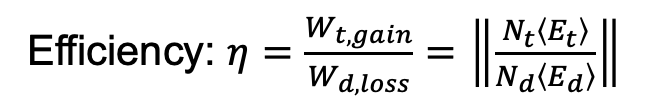 Efficiency: η = W_{t,gain} / W_{d,loss} = ‖ N_t⟨E_t⟩ / N_d⟨E_d⟩ ‖